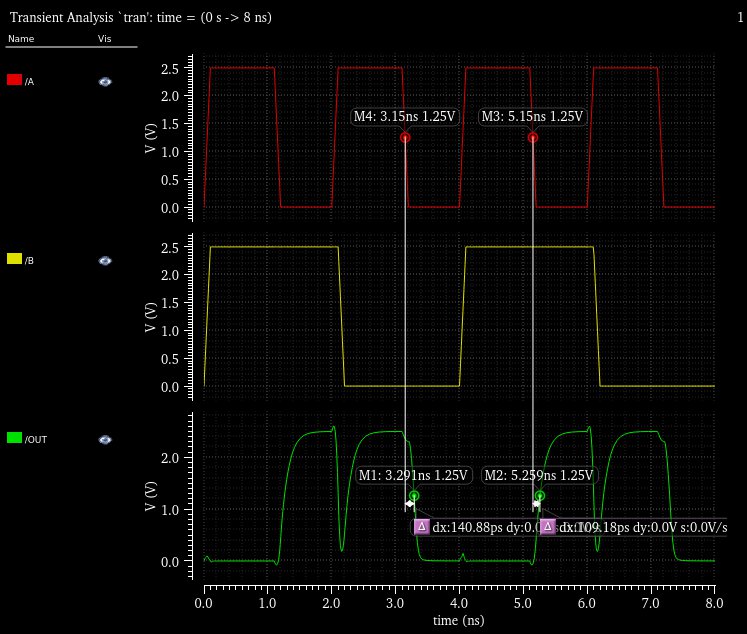 Transient Analysis `tran': time = (0 s -> 8 ns)
1
Name Vis
/A
2.5
2.0
1.5
1.0
0.5
0.0
V (V)
M4: 3.15ns 1.25V
M3: 5.15ns 1.25V
/B
2.5
2.0
1.5
1.0
0.5
0.0
V (V)
/OUT
2.0
1.0
0.0
V (V)
M1: 3.291ns 1.25V
M2: 5.259ns 1.25V
Δ dx:140.88ps dy:0.0
Δ dx:109.18ps dy:0.0V s:0.0V/s
0.0 1.0 2.0 3.0 4.0 5.0 6.0 7.0 8.0
time (ns)